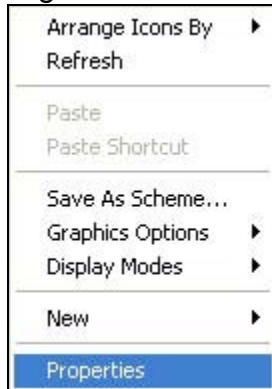 Arrange Icons By
Refresh
Paste
Paste Shortcut
Save As Scheme...
Graphics Options
Display Modes
New
Properties